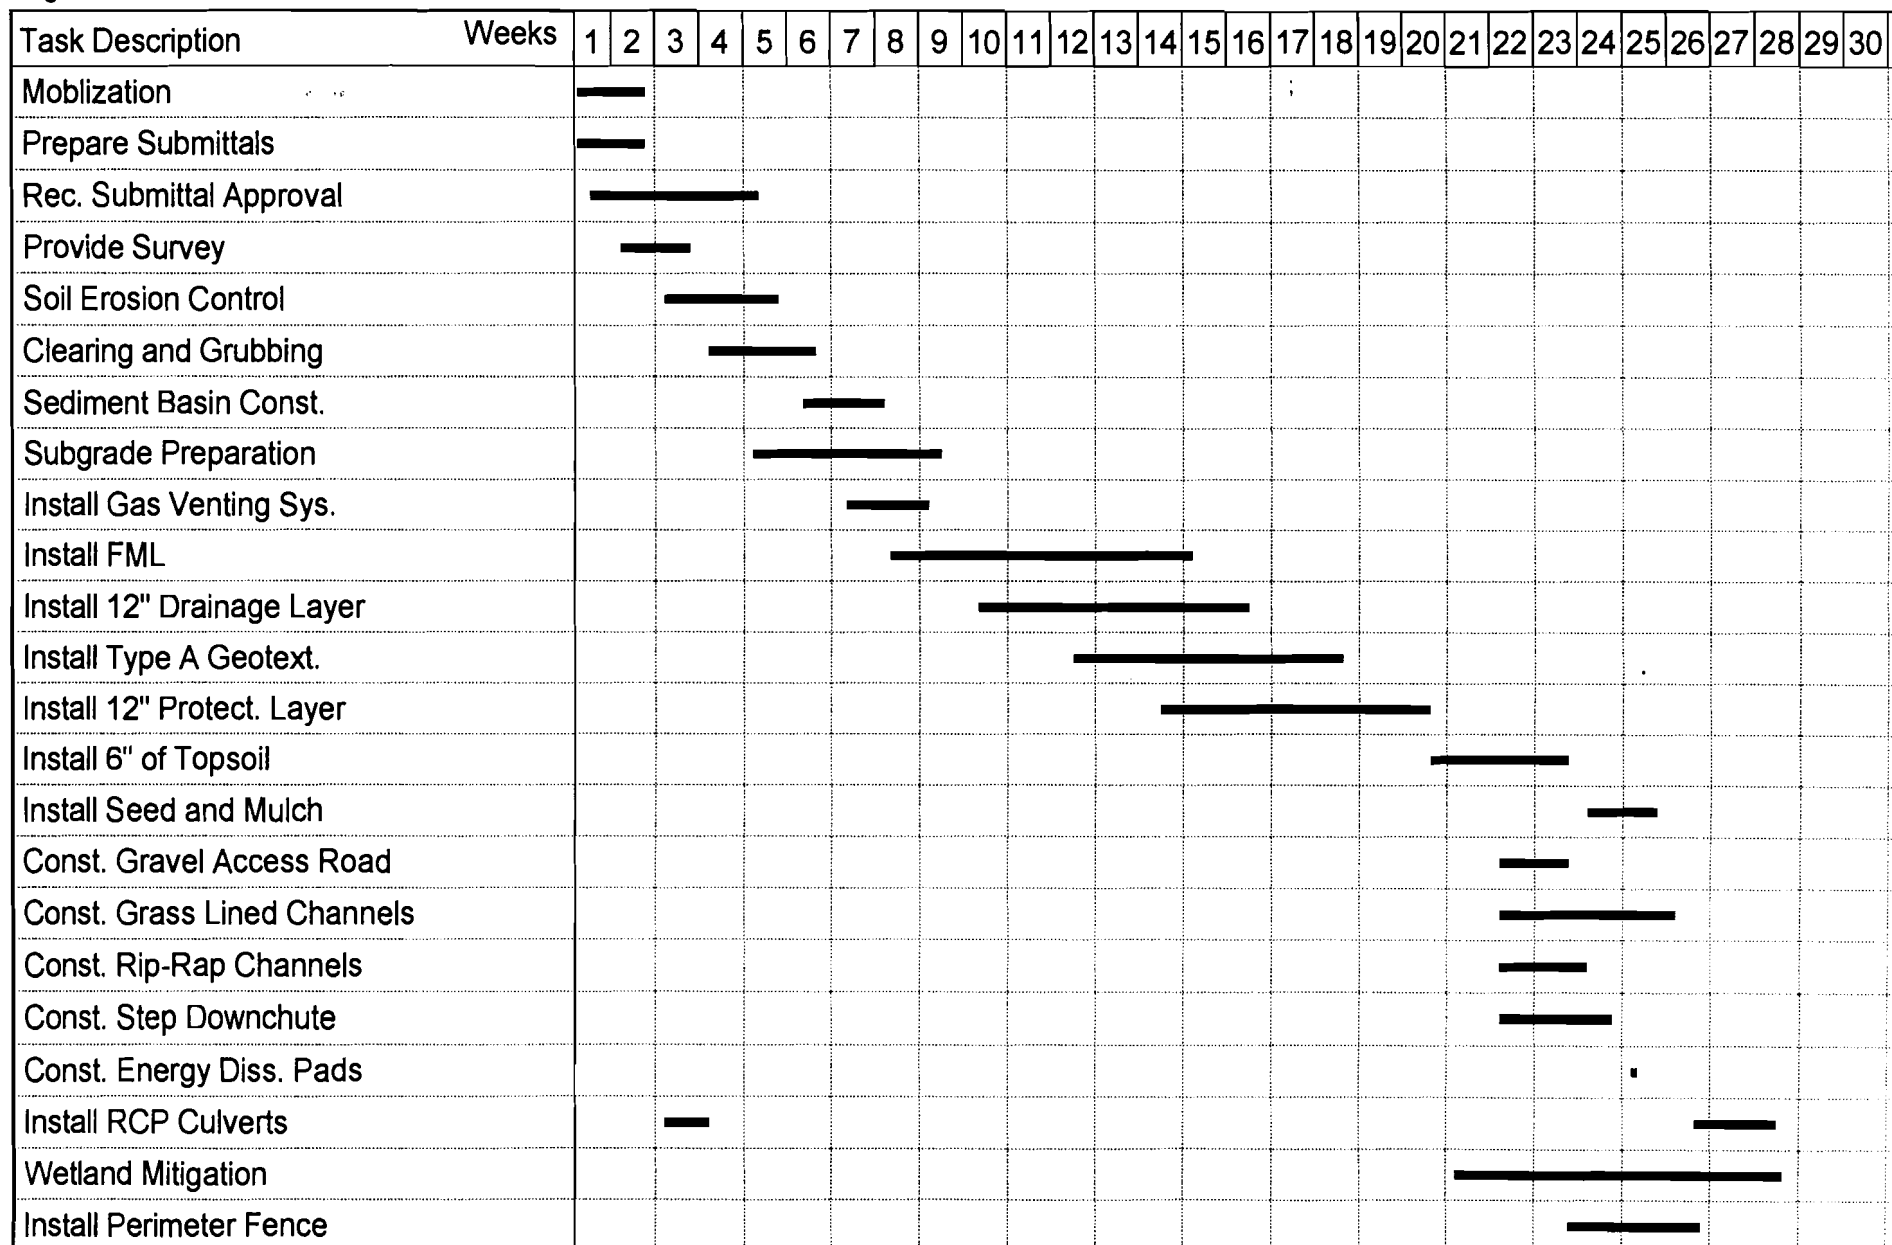 Task Description Weeks 1 2 3 4 5 6 7 8 9 10 11 12 13 14 15 16 17 18 19 20 21 22 23 24 25 26 27 28 29 30
Moblization
Prepare Submittals
Rec. Submittal Approval
Provide Survey
Soil Erosion Control
Clearing and Grubbing
Sediment Basin Const.
Subgrade Preparation
Install Gas Venting Sys.
Install FML
Install 12" Drainage Layer
Install Type A Geotext.
Install 12" Protect. Layer
Install 6" of Topsoil
Install Seed and Mulch
Const. Gravel Access Road
Const. Grass Lined Channels
Const. Rip-Rap Channels
Const. Step Downchute
Const. Energy Diss. Pads
Install RCP Culverts
Wetland Mitigation
Install Perimeter Fence